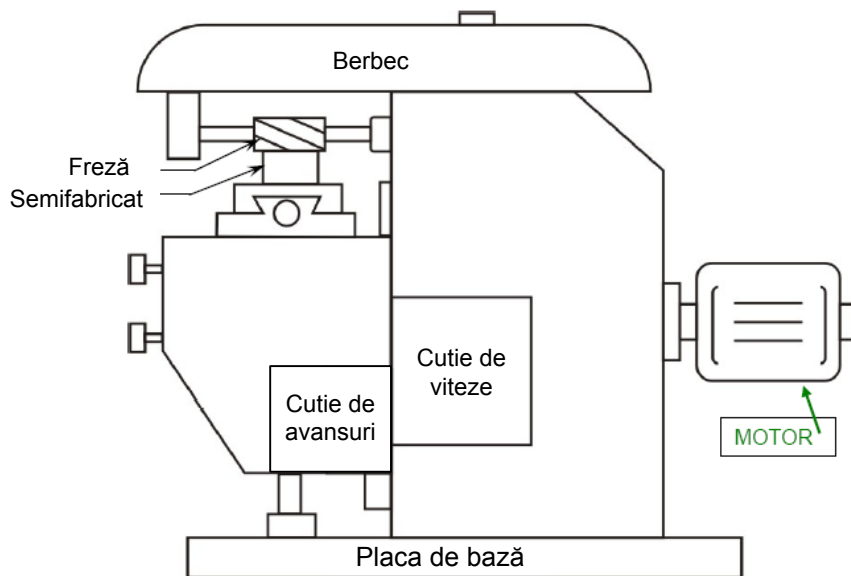 Berbec
Freză
Semifabricat
Cutie de
viteze
Cutie de
avansuri
MOTOR
Placa de bază